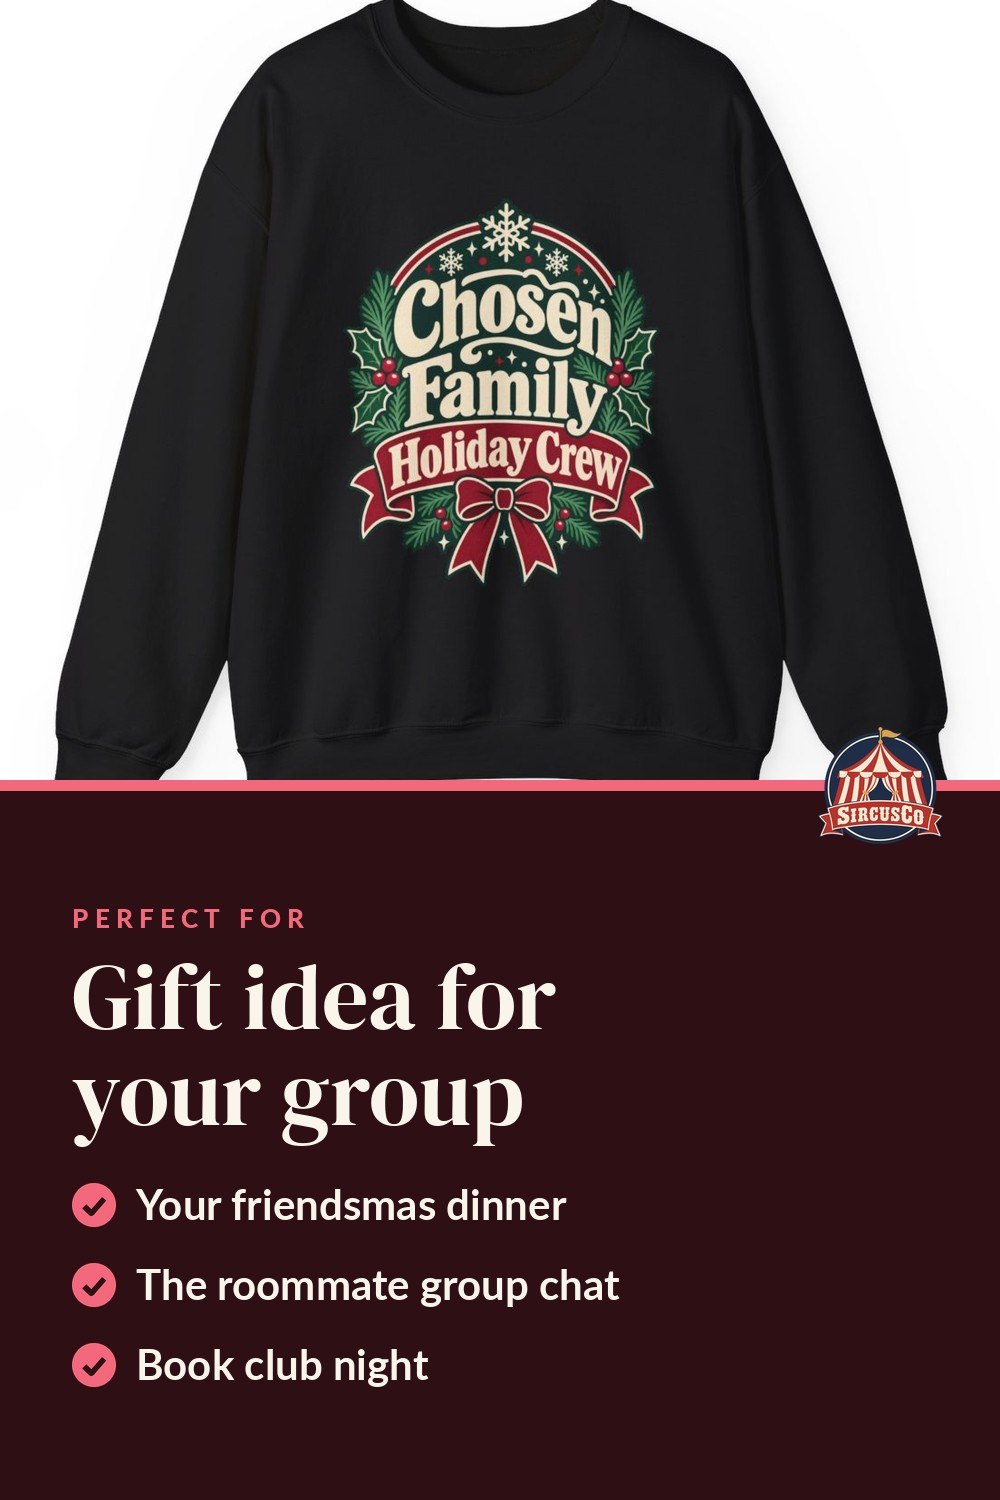 Chosen
Family
Holiday Crew
SIRCUSCO
PERFECT FOR
Gift idea for
your group
Your friendsmas dinner
The roommate group chat
Book club night